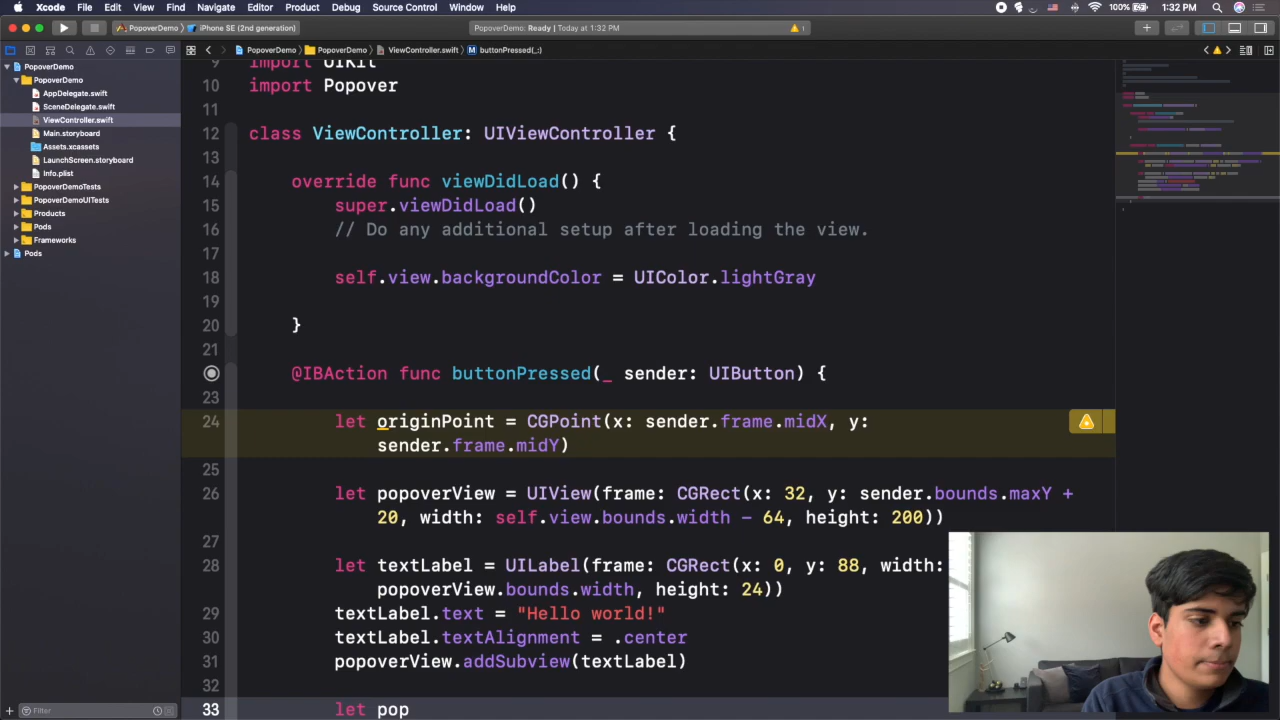 Xcode File Edit View Find Navigate Editor Product Debug Source Control Window Help 100% 1:32 PM
PopoverDemo iPhone SE (2nd generation) PopoverDemo: Ready | Today at 1:32 PM 1
PopoverDemo PopoverDemo ViewController.swift M buttonPressed(_:)
PopoverDemo
PopoverDemo
AppDelegate.swift
SceneDelegate.swift
ViewController.swift
Main.storyboard
Assets.xcassets
LaunchScreen.storyboard
Info.plist
PopoverDemoTests
PopoverDemoUITests
Products
Pods
Frameworks
Pods
Filter
9 import UIKit
10 import Popover
11
12 class ViewController: UIViewController {
13
14 override func viewDidLoad() {
15 super.viewDidLoad()
16 // Do any additional setup after loading the view.
17
18 self.view.backgroundColor = UIColor.lightGray
19
20 }
21
@IBAction func buttonPressed(_ sender: UIButton) {
23
24 let originPoint = CGPoint(x: sender.frame.midX, y:
sender.frame.midY)
25
26 let popoverView = UIView(frame: CGRect(x: 32, y: sender.bounds.maxY +
20, width: self.view.bounds.width - 64, height: 200))
27
28 let textLabel = UILabel(frame: CGRect(x: 0, y: 88, width:
popoverView.bounds.width, height: 24))
29 textLabel.text = "Hello world!"
30 textLabel.textAlignment = .center
31 popoverView.addSubview(textLabel)
32
33 let pop